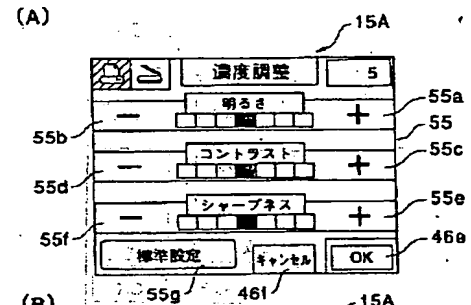 (A)
15A
濃度調整 5
明るさ
55a
55b － ＋ 55
コントラスト 55c
55d － ＋
シャープネス 55e
55f － ＋
標準設定 キャンセル OK 46e
(B) 55g 46f 15A